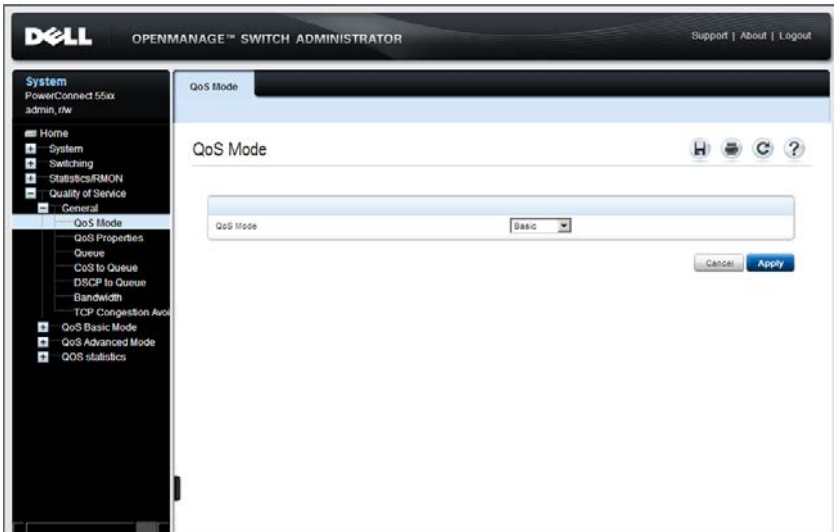 DELL
OPENMANAGE™ SWITCH ADMINISTRATOR
Support | About | Logout
System
PowerConnect 55xx
admin, r/w
QoS Mode
Home
System
Switching
Statistics/RMON
Quality of Service
General
QoS Mode
QoS Properties
Queue
CoS to Queue
DSCP to Queue
Bandwidth
TCP Congestion Avoi
QoS Basic Mode
QoS Advanced Mode
QOS statistics
QoS Mode
QoS Mode
Basic
Cancel
Apply